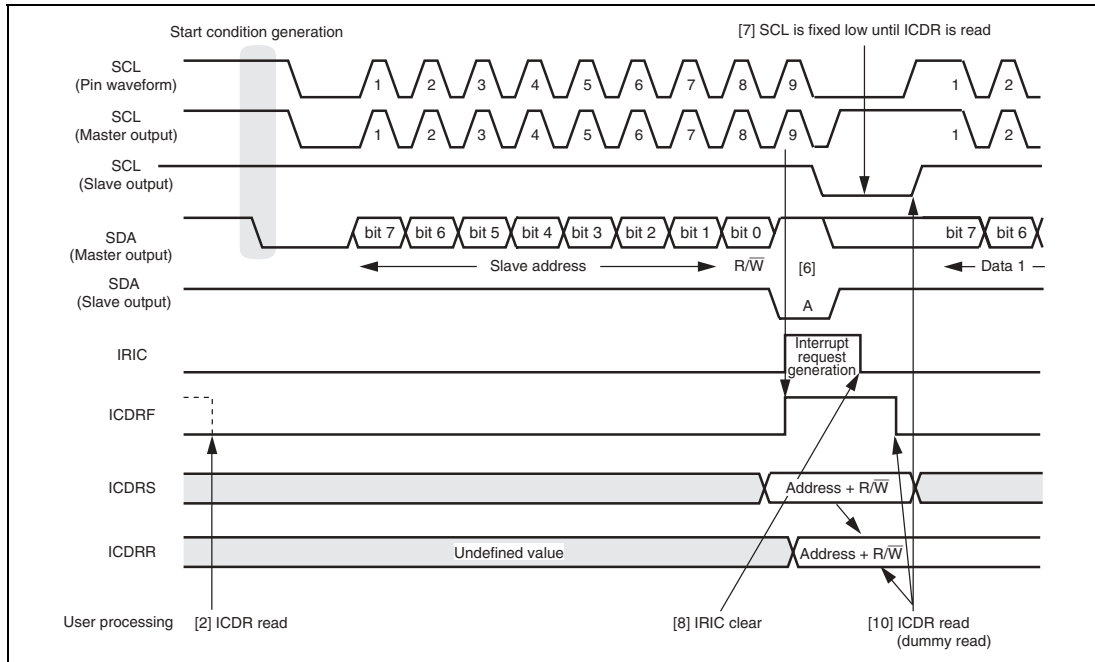 Start condition generation
[7] SCL is fixed low until ICDR is read
SCL
(Pin waveform)
1 2 3 4 5 6 7 8 9 1 2
SCL
(Master output)
1 2 3 4 5 6 7 8 9 1 2
SCL
(Slave output)
SDA
(Master output)
bit 7 bit 6 bit 5 bit 4 bit 3 bit 2 bit 1 bit 0 bit 7 bit 6
Slave address R/W̅ [6] Data 1
SDA
(Slave output)
A
IRIC
Interrupt
request
generation
ICDRF
ICDRS
Address + R/W̅
ICDRR
Undefined value
Address + R/W̅
User processing
[2] ICDR read
[8] IRIC clear
[10] ICDR read
(dummy read)